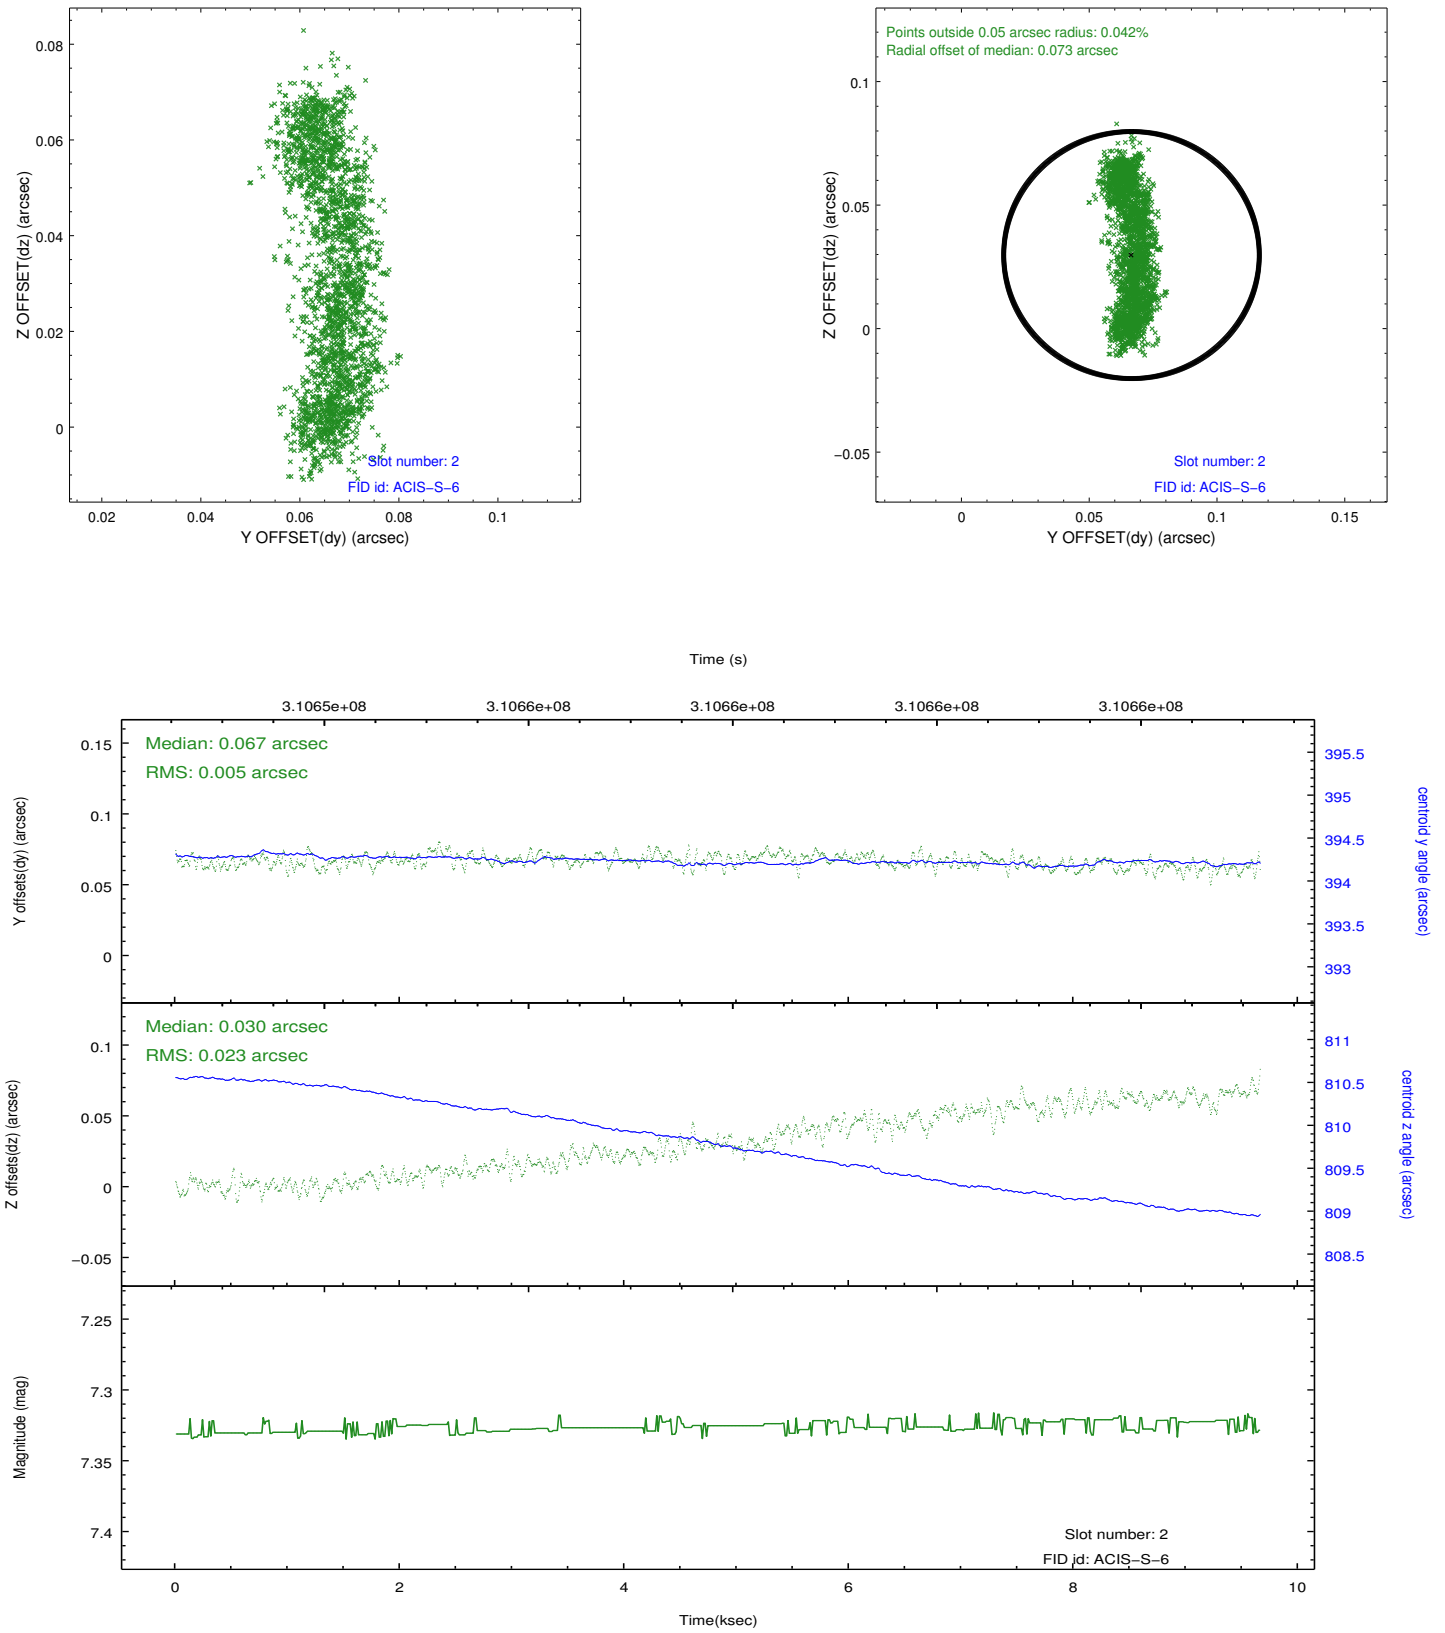 0.08
0.06
0.04
0.02
0
Z OFFSET(dz) (arcsec)
Slot number: 2
FID id: ACIS−S−6
0.02 0.04 0.06 0.08 0.1
Y OFFSET(dy) (arcsec)
Points outside 0.05 arcsec radius: 0.042%
Radial offset of median: 0.073 arcsec
0.1
0.05
0
−0.05
Z OFFSET(dz) (arcsec)
Slot number: 2
FID id: ACIS−S−6
0 0.05 0.1 0.15
Y OFFSET(dy) (arcsec)
Time (s)
3.1065e+08 3.1066e+08 3.1066e+08 3.1066e+08 3.1066e+08
Median: 0.067 arcsec
RMS: 0.005 arcsec
0.15
0.1
0.05
0
Y offsets(dy) (arcsec)
395.5
395
394.5
394
393.5
393
centroid y angle (arcsec)
Median: 0.030 arcsec
RMS: 0.023 arcsec
0.1
0.05
0
−0.05
Z offsets(dz) (arcsec)
811
810.5
810
809.5
809
808.5
centroid z angle (arcsec)
7.25
7.3
7.35
7.4
Magnitude (mag)
Slot number: 2
FID id: ACIS−S−6
0 2 4 6 8 10
Time(ksec)